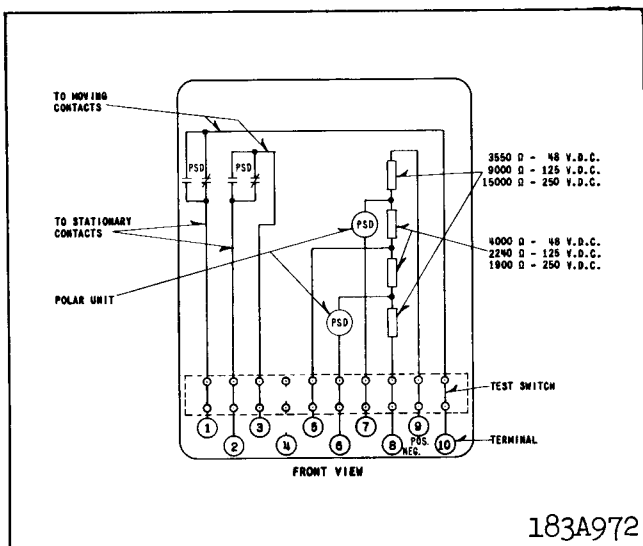 TO MOVING
CONTACTS
PSD
PSD
3550 Ω - 48 V.D.C.
9000 Ω - 125 V.D.C.
15000 Ω - 250 V.D.C.
TO STATIONARY
CONTACTS
PSD
4000 Ω - 48 V.D.C.
2240 Ω - 125 V.D.C.
1900 Ω - 250 V.D.C.
POLAR UNIT
PSD
TEST SWITCH
1
2
3
4
5
6
7
8
9
10
POS.
NEG.
TERMINAL
FRONT VIEW
183A972